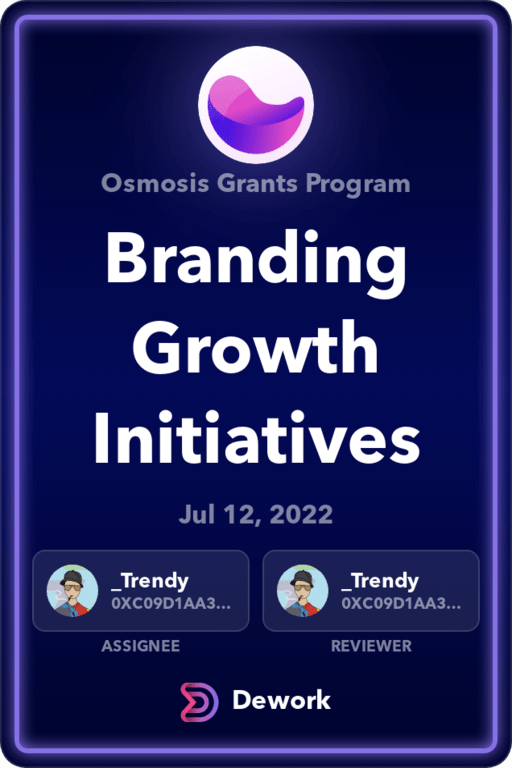 Osmosis Grants Program
Branding
Growth
Initiatives
Jul 12, 2022
_Trendy
0XC09D1AA3...
ASSIGNEE
_Trendy
0XC09D1AA3...
REVIEWER
Dework